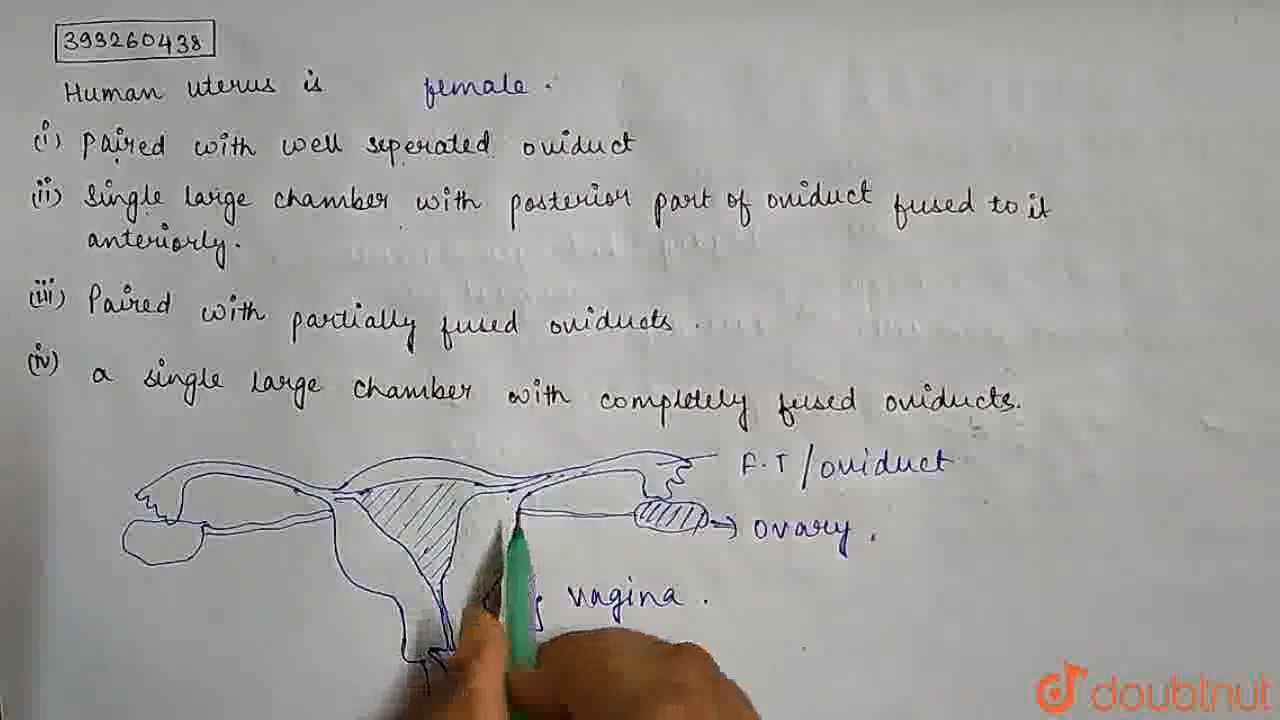 393260438
Human uterus is female.
(i) Paired with well seperated oviduct
(ii) Single large chamber with posterior part of oviduct fused to it
anteriorly.
(iii) Paired with partially fused oviducts.
(iv) a single large chamber with completely fused oviducts.
F.T/oviduct
→ ovary.
vagina.
doubtnut